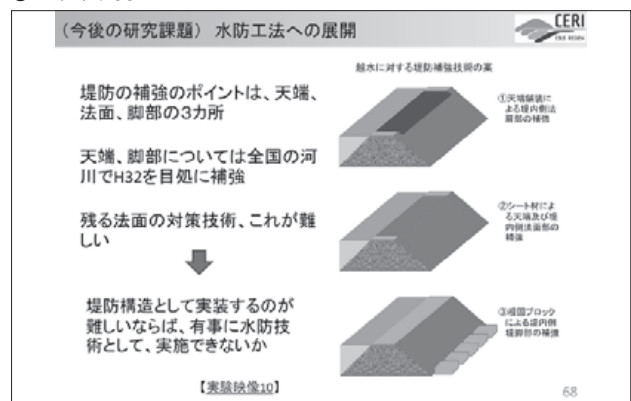 (今後の研究課題) 水防工法への展開
CERI
越水に対する堤防補強技術の案
堤防の補強のポイントは、天端、
法面、脚部の3カ所
天端、脚部については全国の河
川でH32を目処に補強
残る法面の対策技術、これが難
しい
堤防構造として実装するのが
難しいならば、有事に水防技
術として、実施できないか
【実験映像10】
①天端舗装に
よる堤内側法
肩部の補強
②シート材によ
る天端及び堤
内側法面部の
補強
③根固ブロック
による堤内側
堤脚部の補強
68